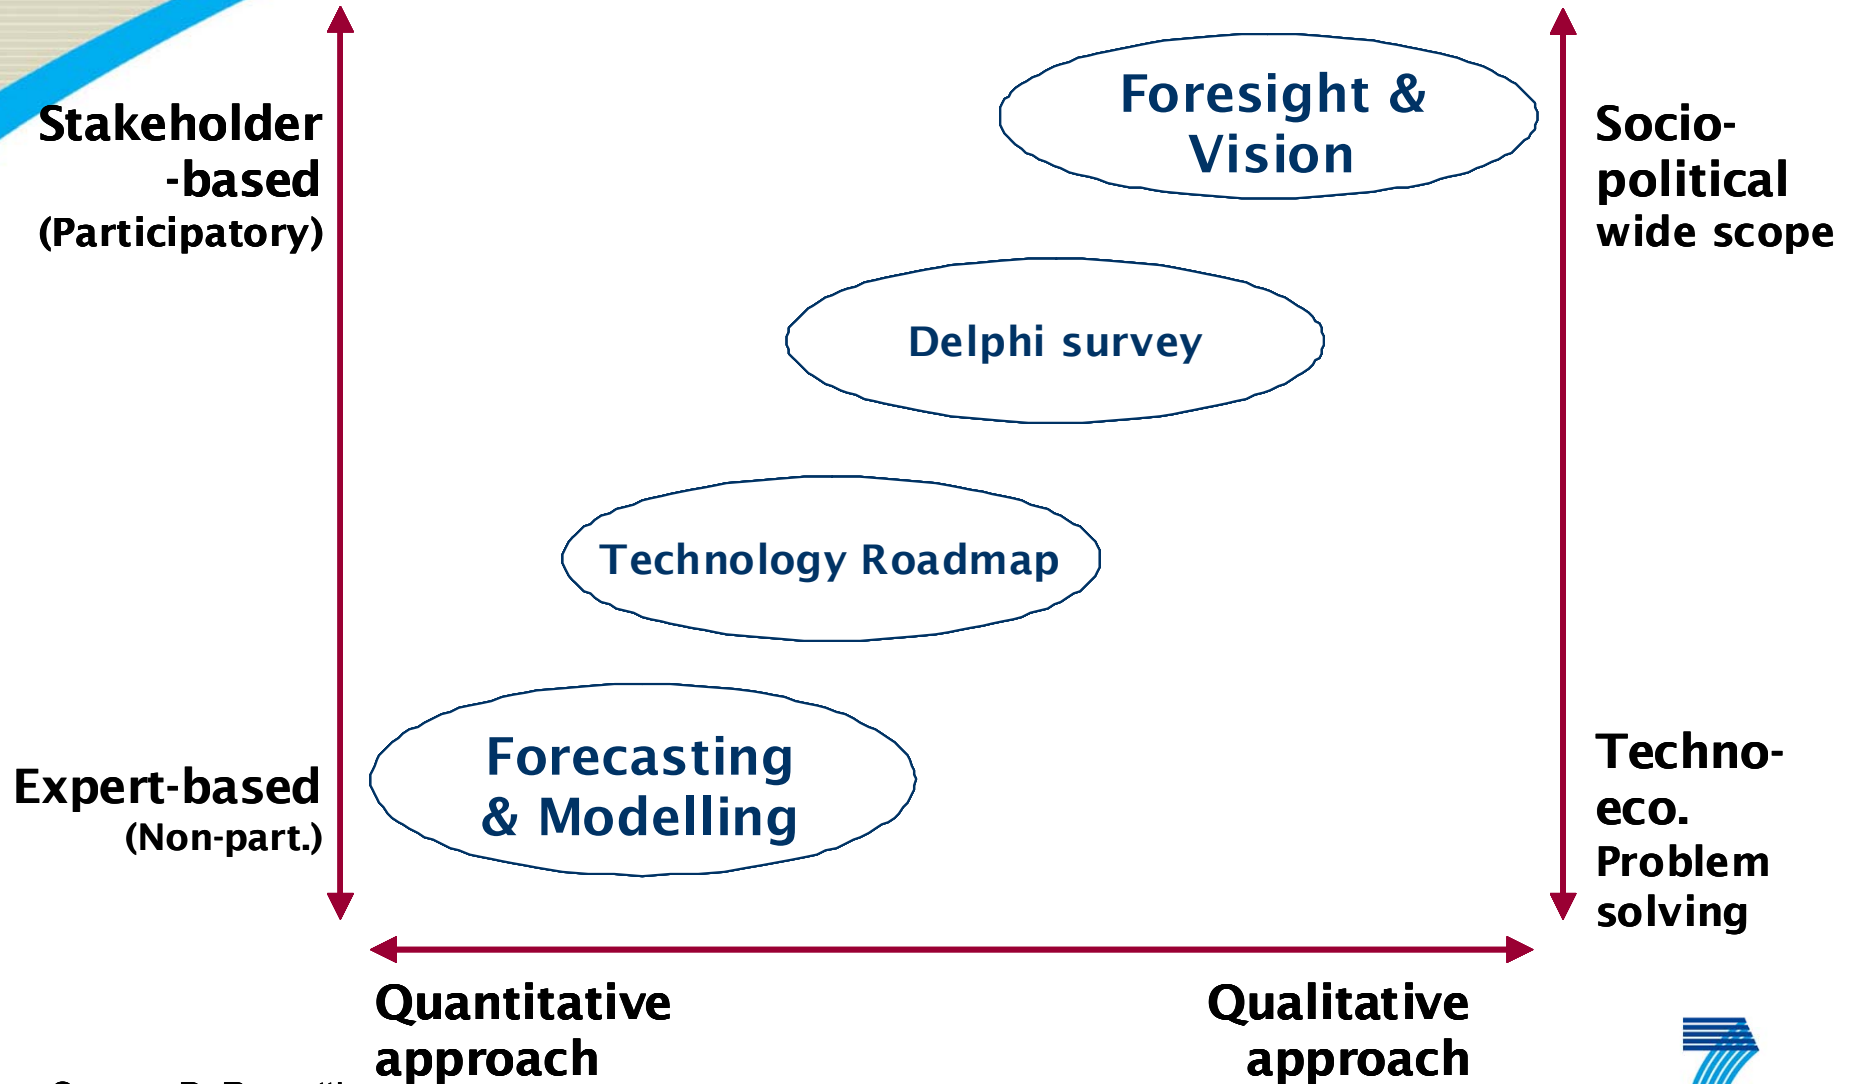 Stakeholder
-based
(Participatory)
Foresight &
Vision
Socio-
political
wide scope
Delphi survey
Technology Roadmap
Forecasting
& Modelling
Expert-based
(Non-part.)
Techno-
eco.
Problem
solving
Quantitative
approach
Qualitative
approach
7